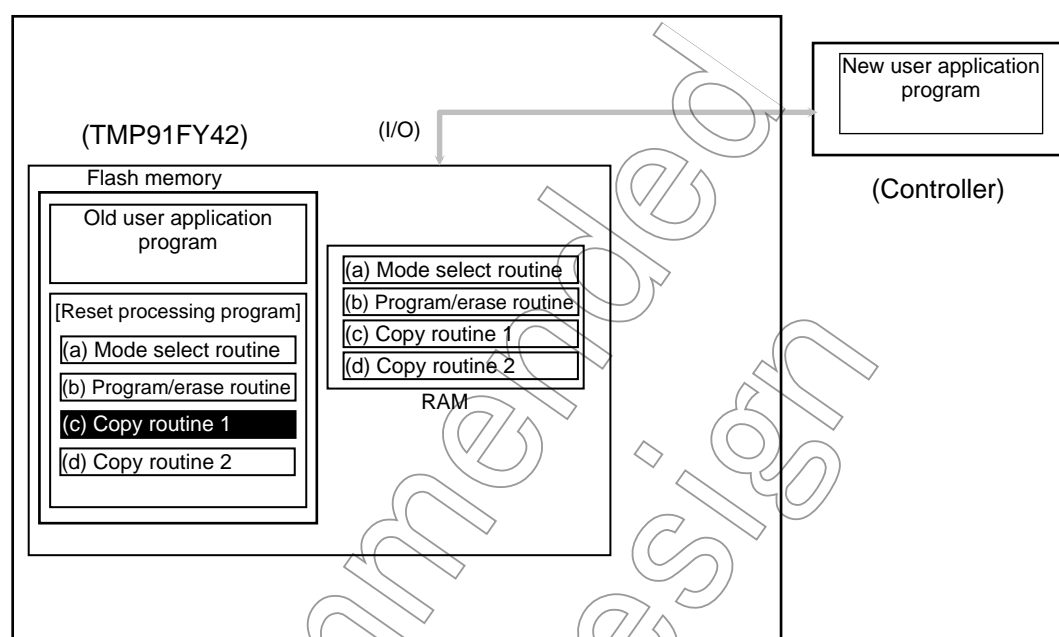 New user application
program
(TMP91FY42)
(I/O)
(Controller)
Flash memory
Old user application
program
[Reset processing program]
(a) Mode select routine
(b) Program/erase routine
(c) Copy routine 1
(d) Copy routine 2
(a) Mode select routine
(b) Program/erase routine
(c) Copy routine 1
(d) Copy routine 2
RAM